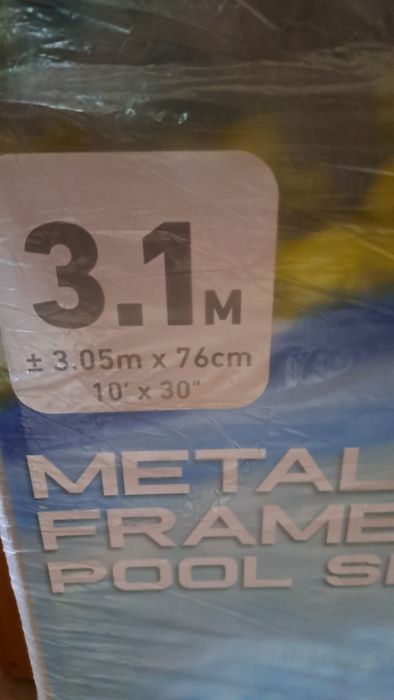 3.1M
± 3.05m x 76cm
10' x 30"
METAL
FRAME
POOL